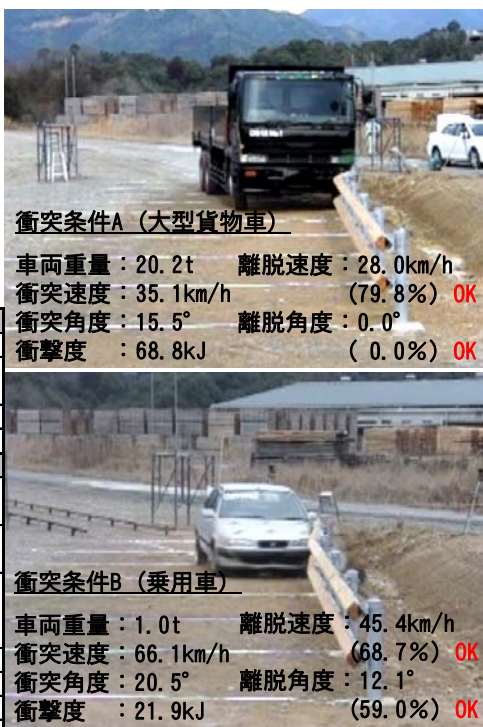 衝突条件A (大型貨物車)
車両重量：20.2t 離脱速度：28.0km/h
衝突速度：35.1km/h (79.8%) OK
衝突角度：15.5° 離脱角度：0.0°
衝撃度 ：68.8kJ ( 0.0%) OK
衝突条件B (乗用車)
車両重量：1.0t 離脱速度：45.4km/h
衝突速度：66.1km/h (68.7%) OK
衝突角度：20.5° 離脱角度：12.1°
衝撃度 ：21.9kJ (59.0%) OK